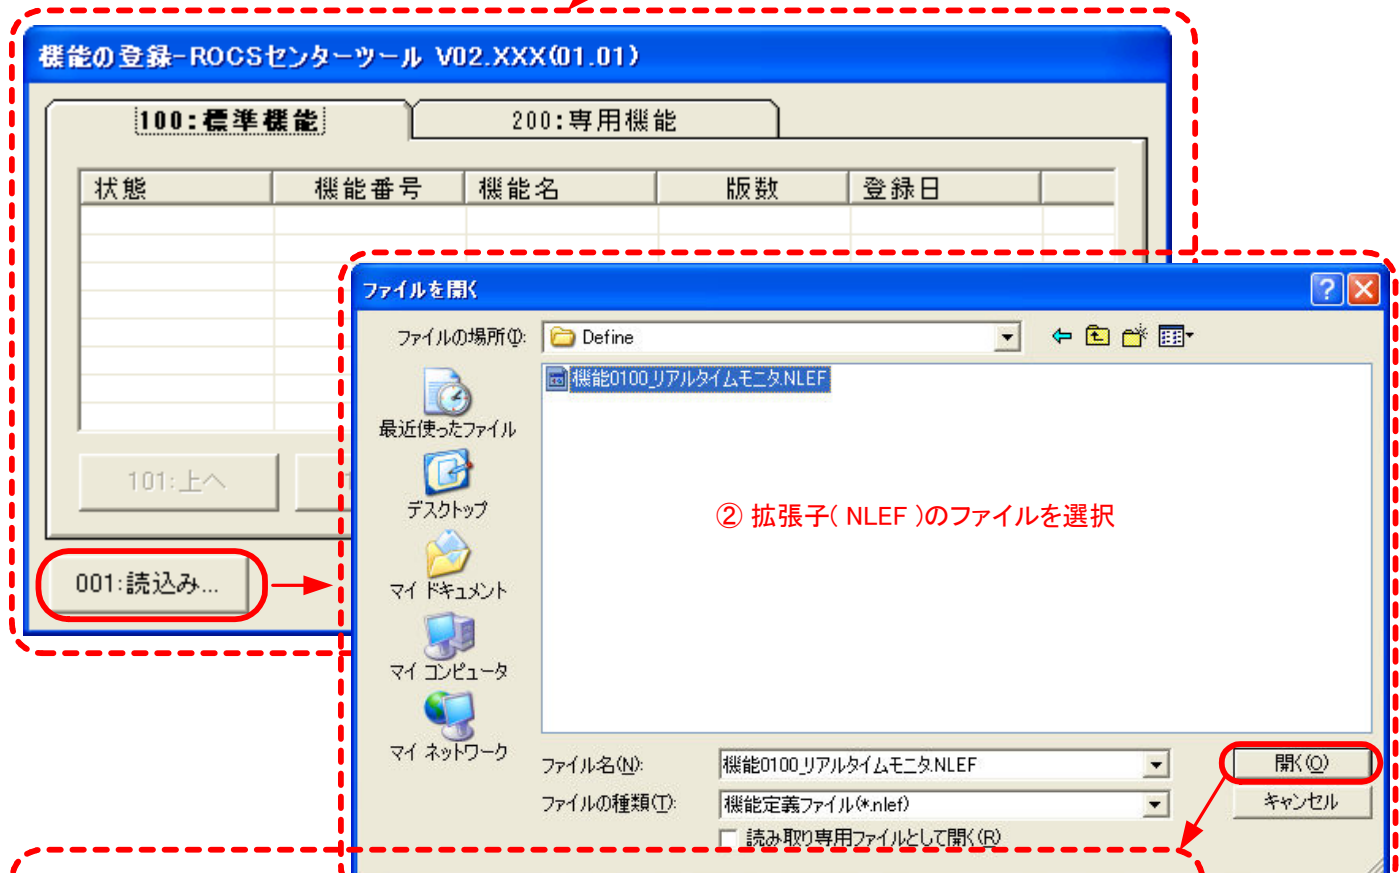 機能の登録-ROCSセンターツール V02.XXX(01.01)
100:標準機能
200:専用機能
状態 機能番号 機能名 版数 登録日
101:上へ
001:読込み...
ファイルを開く
ファイルの場所(I): Define
機能0100_リアルタイムモニタ.NLEF
最近使ったファイル
デスクトップ
② 拡張子( NLEF )のファイルを選択
マイ ドキュメント
マイ コンピュータ
マイ ネットワーク
ファイル名(N): 機能0100_リアルタイムモニタ.NLEF 開く(O)
ファイルの種類(T): 機能定義ファイル(*.nlef) キャンセル
読み取り専用ファイルとして開く(R)